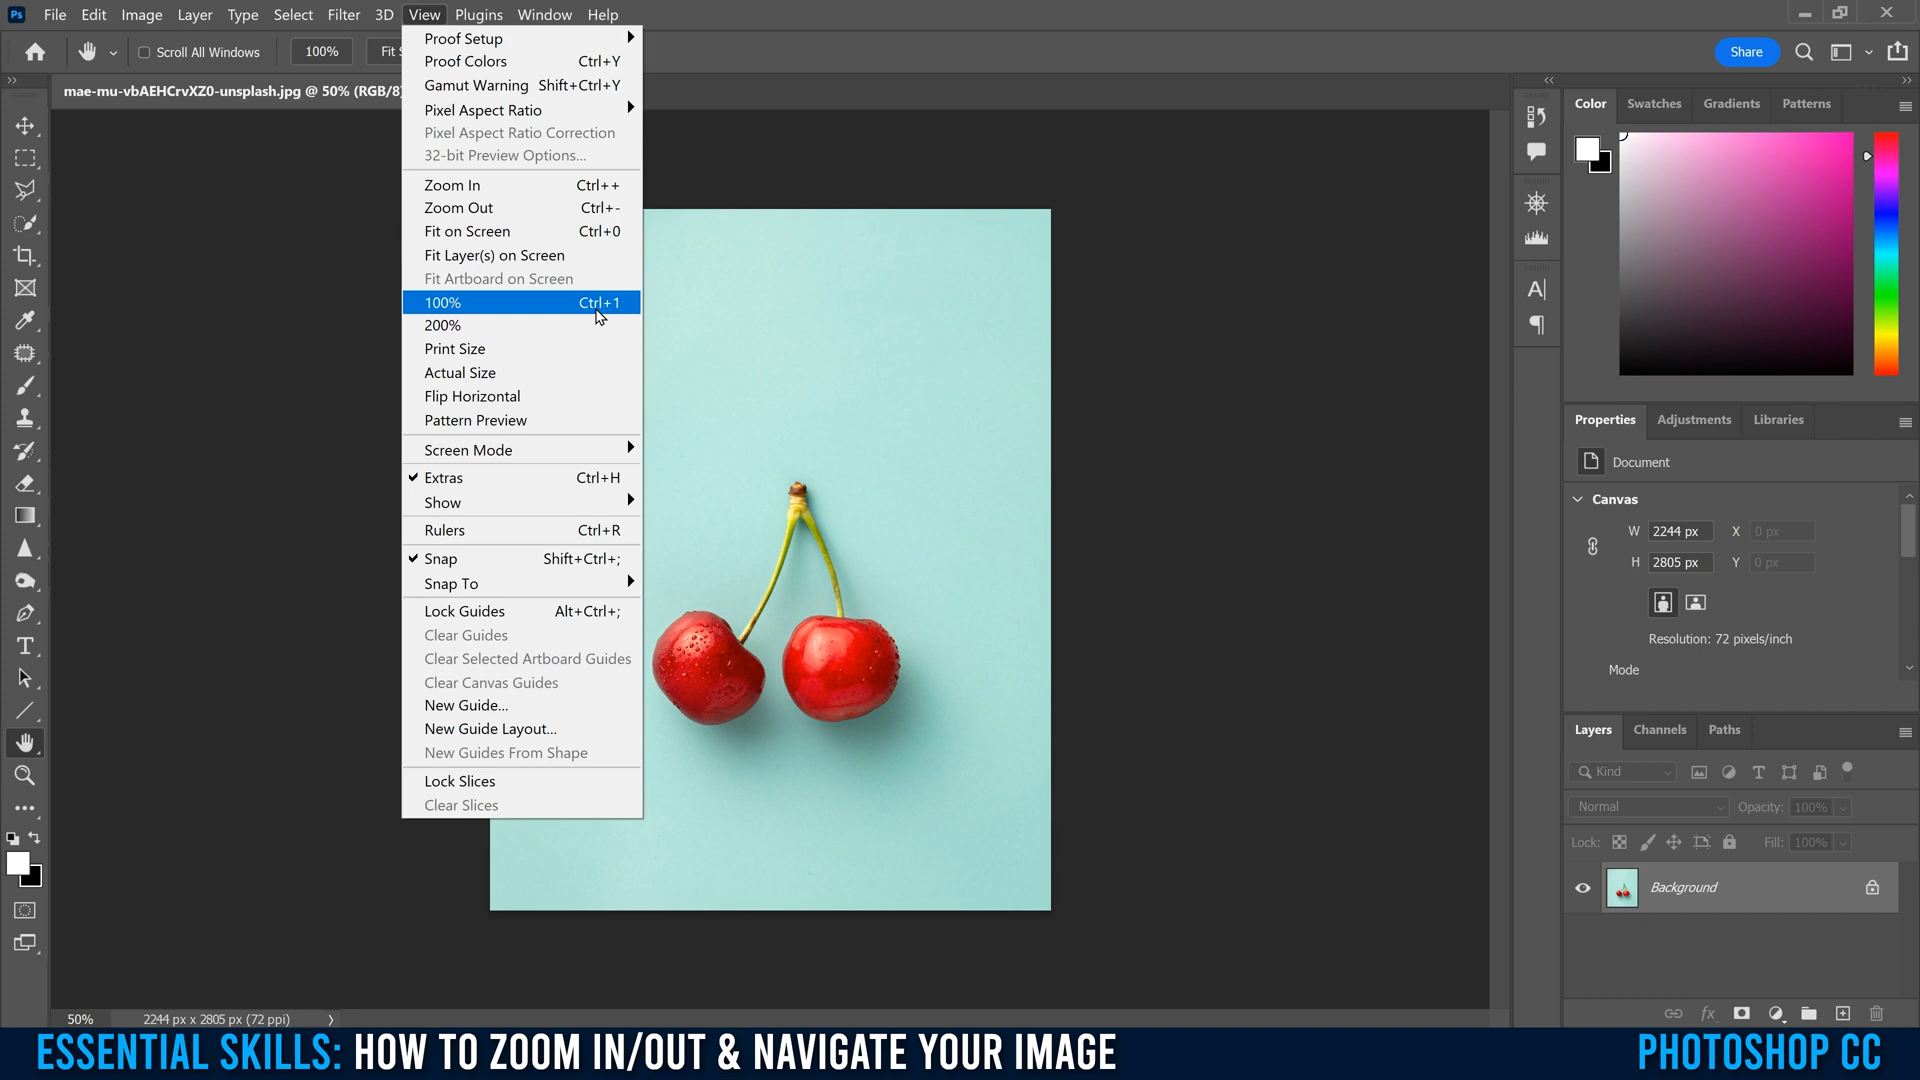 Ps File Edit Image Layer Type Select Filter 3D View Plugins Window Help
Scroll All Windows 100% Fit S Share
mae-mu-vbAEHCrvXZ0-unsplash.jpg @ 50% (RGB/8)
Proof Setup
Proof Colors Ctrl+Y
Gamut Warning Shift+Ctrl+Y
Pixel Aspect Ratio
Pixel Aspect Ratio Correction
32-bit Preview Options...
Zoom In Ctrl++
Zoom Out Ctrl+-
Fit on Screen Ctrl+0
Fit Layer(s) on Screen
Fit Artboard on Screen
100% Ctrl+1
200%
Print Size
Actual Size
Flip Horizontal
Pattern Preview
Screen Mode
Extras Ctrl+H
Show
Rulers Ctrl+R
Snap Shift+Ctrl+;
Snap To
Lock Guides Alt+Ctrl+;
Clear Guides
Clear Selected Artboard Guides
Clear Canvas Guides
New Guide...
New Guide Layout...
New Guides From Shape
Lock Slices
Clear Slices
Color Swatches Gradients Patterns
Properties Adjustments Libraries
Document
Canvas
W 2244 px X 0 px
H 2805 px Y 0 px
Resolution: 72 pixels/inch
Mode
Layers Channels Paths
Kind
Normal Opacity: 100%
Lock: Fill: 100%
Background
fx
50% 2244 px x 2805 px (72 ppi)
ESSENTIAL SKILLS: HOW TO ZOOM IN/OUT & NAVIGATE YOUR IMAGE PHOTOSHOP CC